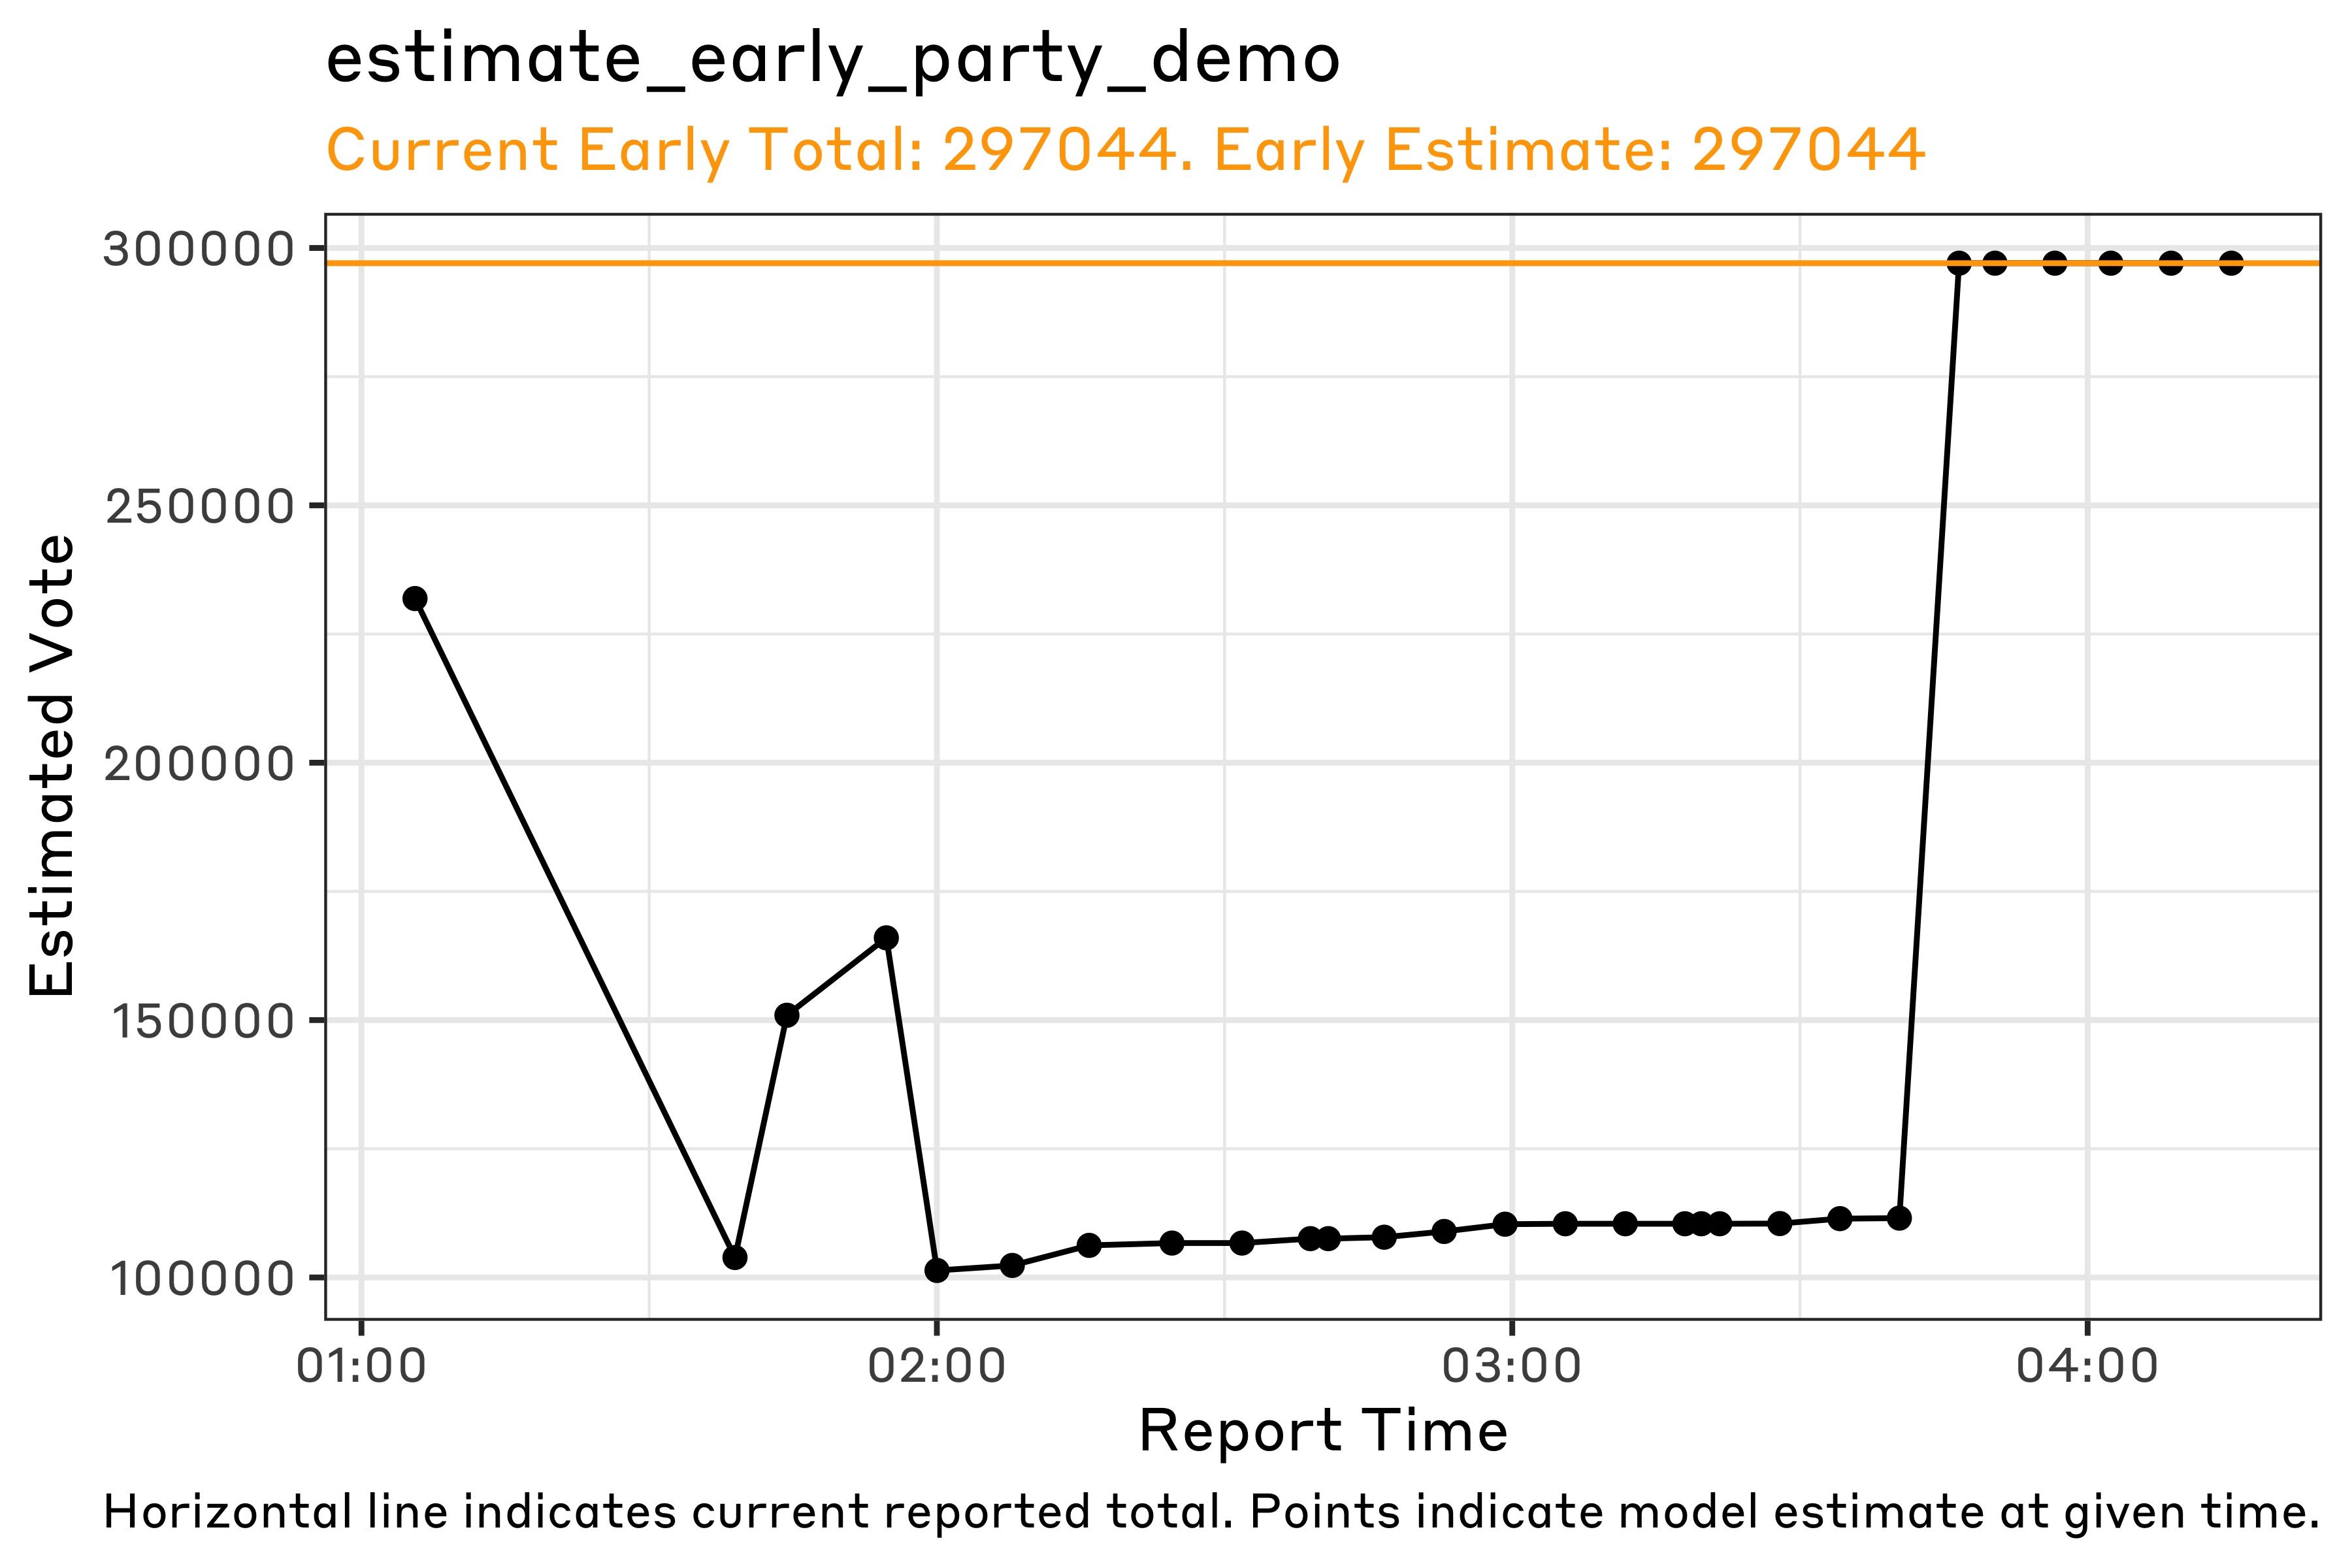 estimate_early_party_demo
Current Early Total: 297044. Early Estimate: 297044
300000
250000
200000
150000
100000
Estimated Vote
01:00 02:00 03:00 04:00
Report Time
Horizontal line indicates current reported total. Points indicate model estimate at given time.